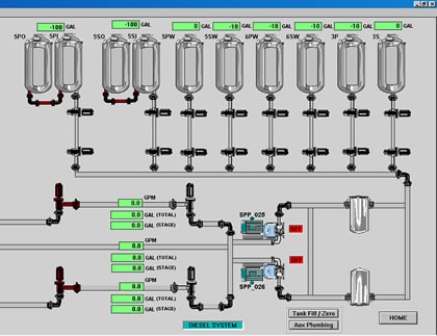 -100 GAL -100 GAL 0 GAL -10 GAL -10 GAL -10 GAL -10 GAL 0 GAL
5PO 5PI 5SO 5SI 5PW 5SW 6PW 6SW 3P 3S
GPM
0.0
0.0 GAL (TOTAL)
0.0 GAL (STAGE)
GPM
0.0
0.0 GAL (TOTAL)
0.0 GAL (STAGE)
GPM
0.0
0.0 GAL (TOTAL)
0.0 GAL (STAGE)
SPP_025
OFF
OFF
SPP_026
DIESEL SYSTEM
Tank Fill / Zero
Aux Plumbing
HOME